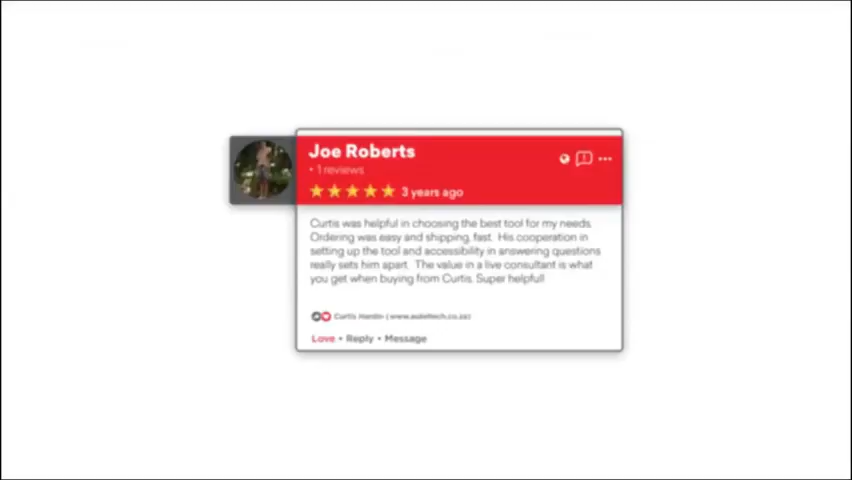 Joe Roberts
• 1 reviews
3 years ago
Curtis was helpful in choosing the best tool for my needs.
Ordering was easy and shipping, fast. His cooperation in
setting up the tool and accessibility in answering questions
really sets him apart. The value in a live consultant is what
you get when buying from Curtis. Super helpful!
Curtis
Love • Reply • Message